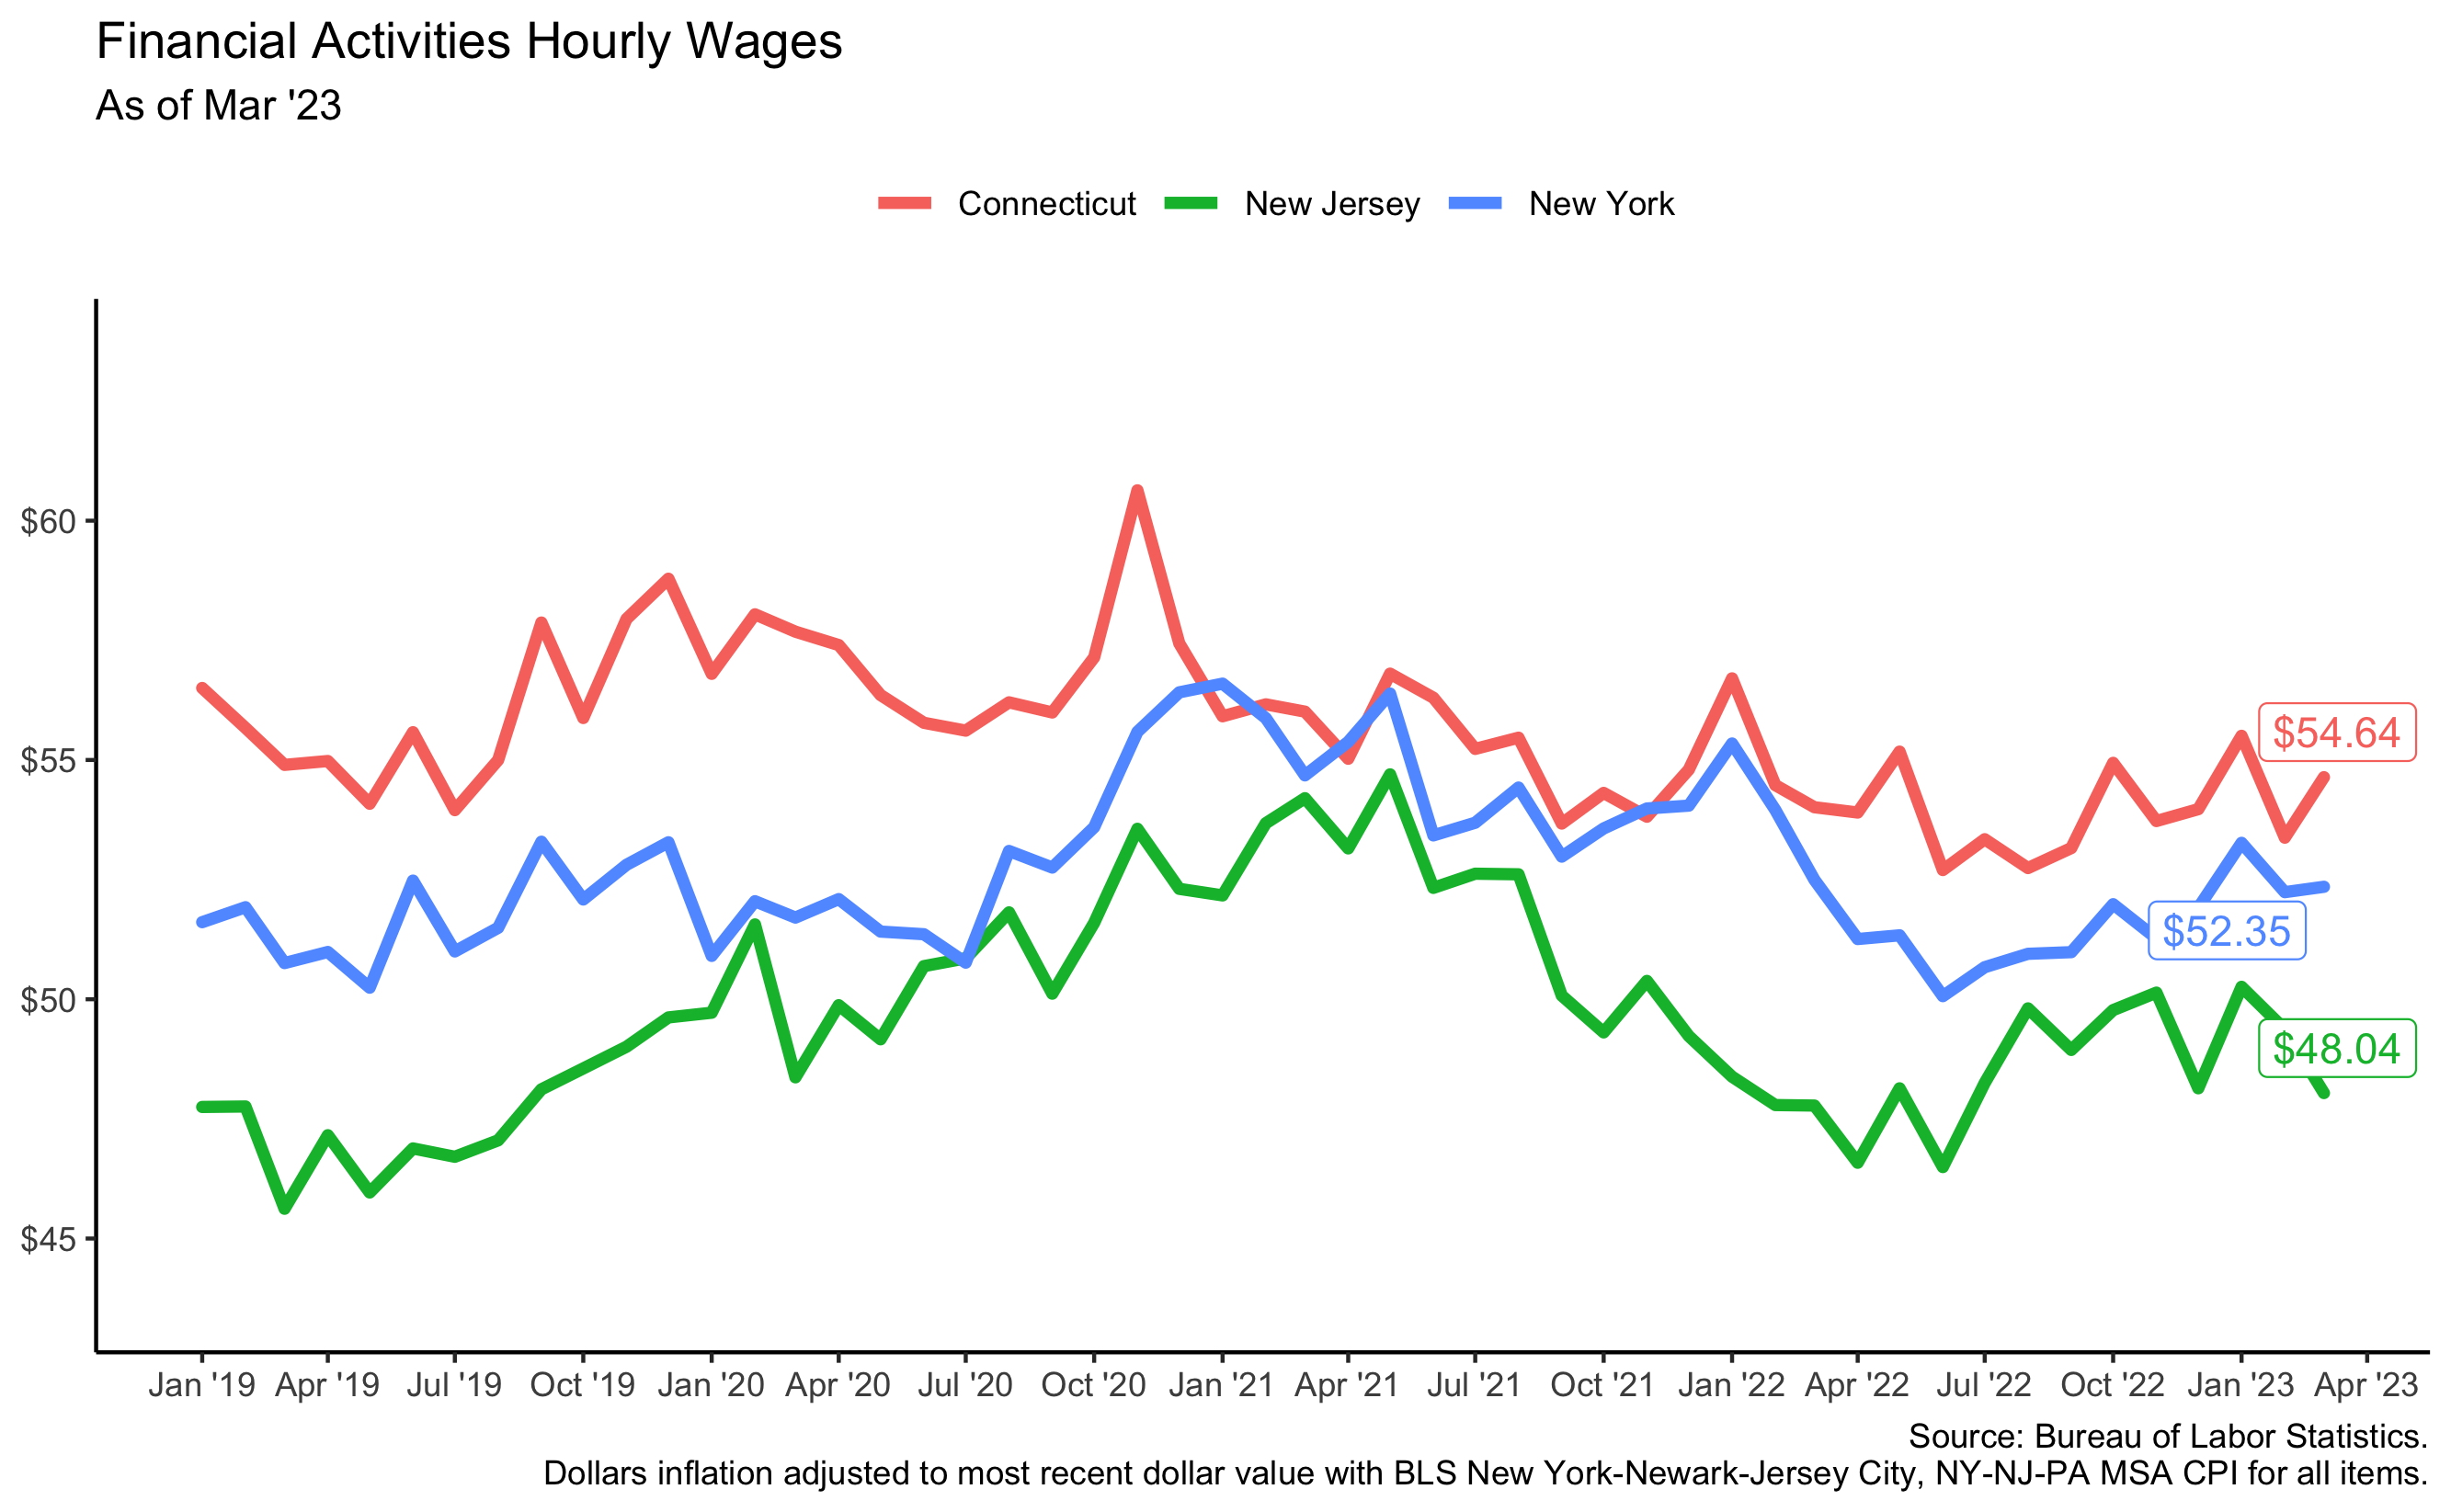 Financial Activities Hourly Wages
As of Mar '23
Connecticut New Jersey New York
$60
$55
$50
$45
$54.64
$52.35
$48.04
Jan '19 Apr '19 Jul '19 Oct '19 Jan '20 Apr '20 Jul '20 Oct '20 Jan '21 Apr '21 Jul '21 Oct '21 Jan '22 Apr '22 Jul '22 Oct '22 Jan '23 Apr '23
Source: Bureau of Labor Statistics.
Dollars inflation adjusted to most recent dollar value with BLS New York-Newark-Jersey City, NY-NJ-PA MSA CPI for all items.